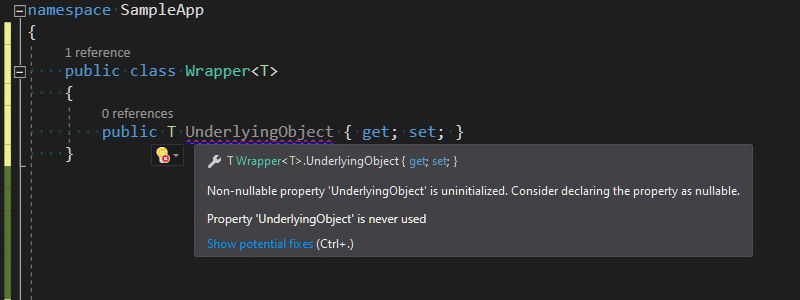 namespace SampleApp
{
1 reference
public class Wrapper<T>
{
0 references
public T UnderlyingObject { get; set; }
}
T Wrapper<T>.UnderlyingObject { get; set; }
Non-nullable property 'UnderlyingObject' is uninitialized. Consider declaring the property as nullable.
Property 'UnderlyingObject' is never used
Show potential fixes (Ctrl+.)